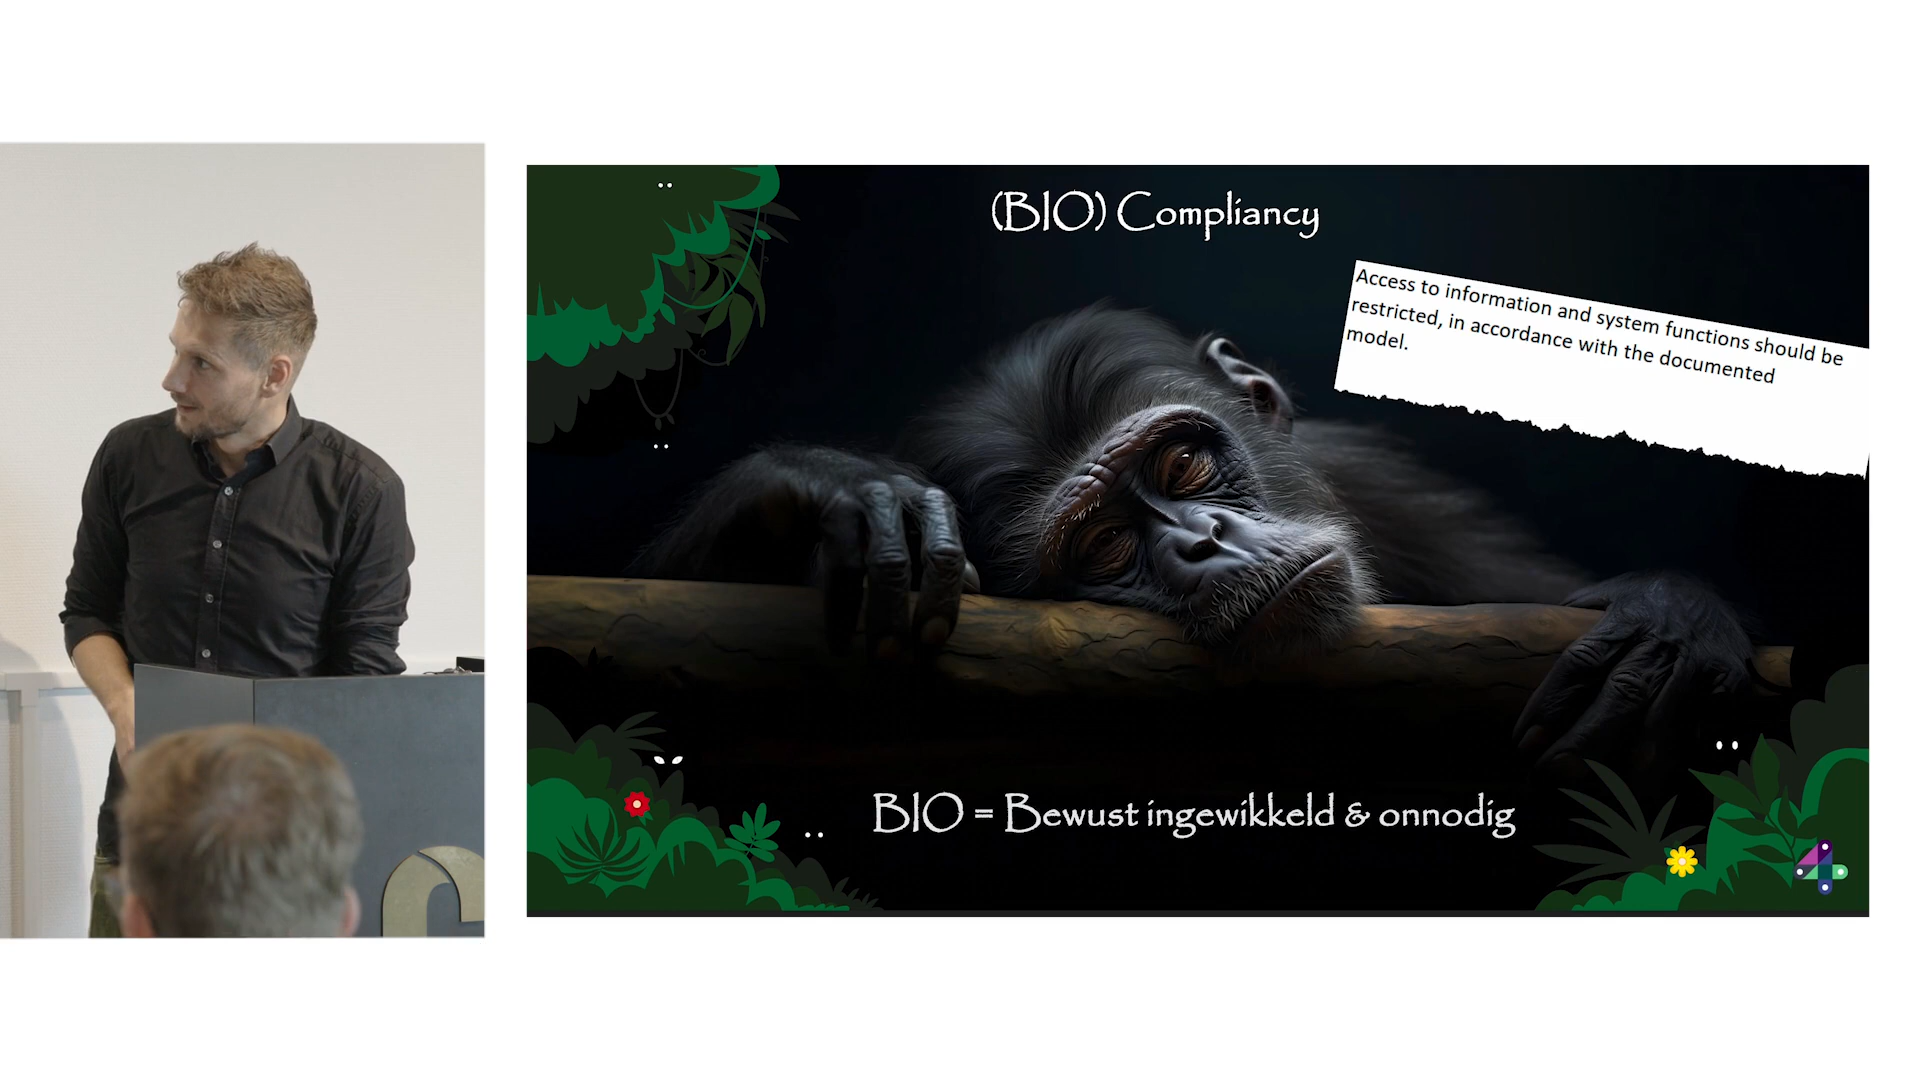 (BIO) Compliancy
Access to information and system functions should be
restricted, in accordance with the documented
model.
BIO = Bewust ingewikkeld & onnodig